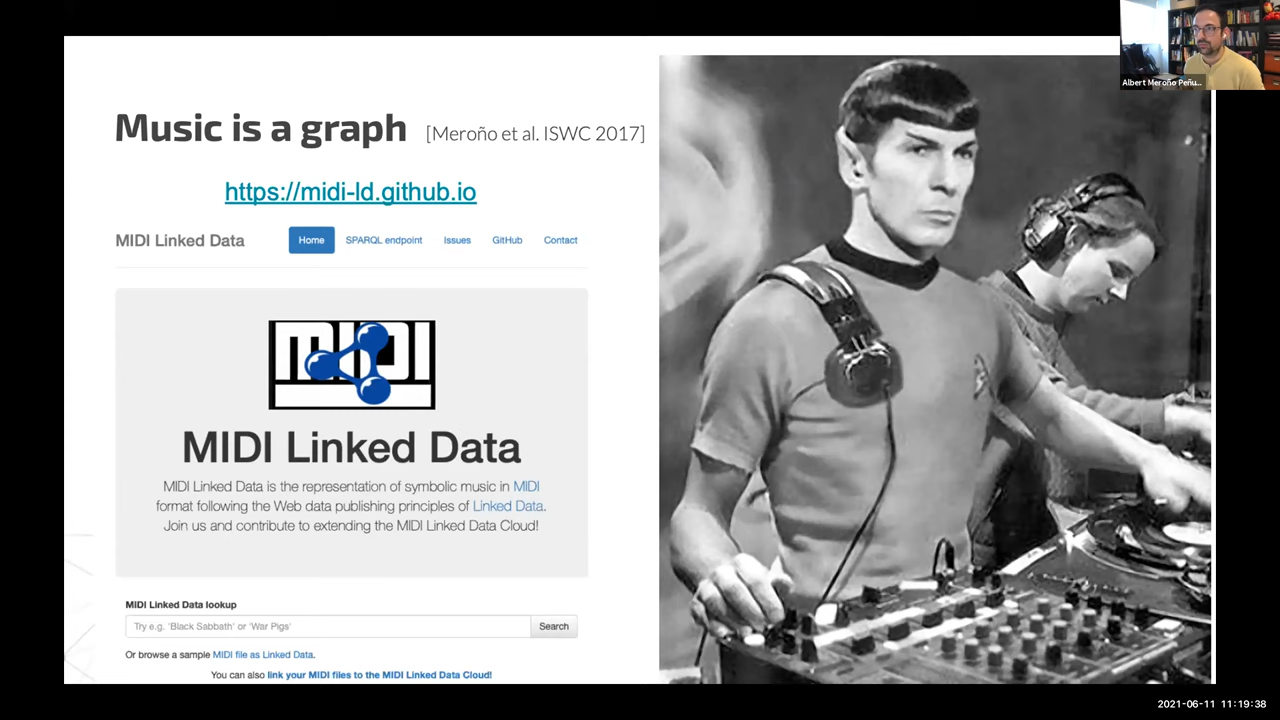 Music is a graph [Meroño et al. ISWC 2017]
https://midi-ld.github.io
MIDI Linked Data Home SPARQL endpoint Issues GitHub Contact
MIDI
MIDI Linked Data
MIDI Linked Data is the representation of symbolic music in MIDI
format following the Web data publishing principles of Linked Data.
Join us and contribute to extending the MIDI Linked Data Cloud!
MIDI Linked Data lookup
Try e.g. 'Black Sabbath' or 'War Pigs' Search
Or browse a sample MIDI file as Linked Data.
You can also link your MIDI files to the MIDI Linked Data Cloud!
Albert Meroño Peñu...
2021-06-11 11:19:38